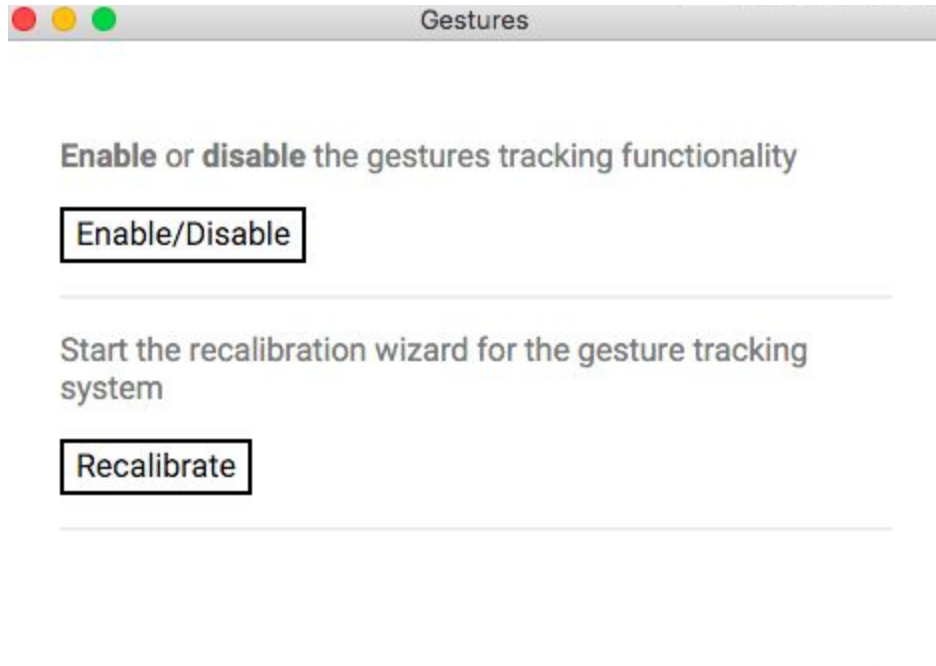 Gestures
Enable or disable the gestures tracking functionality
Enable/Disable
Start the recalibration wizard for the gesture tracking
system
Recalibrate